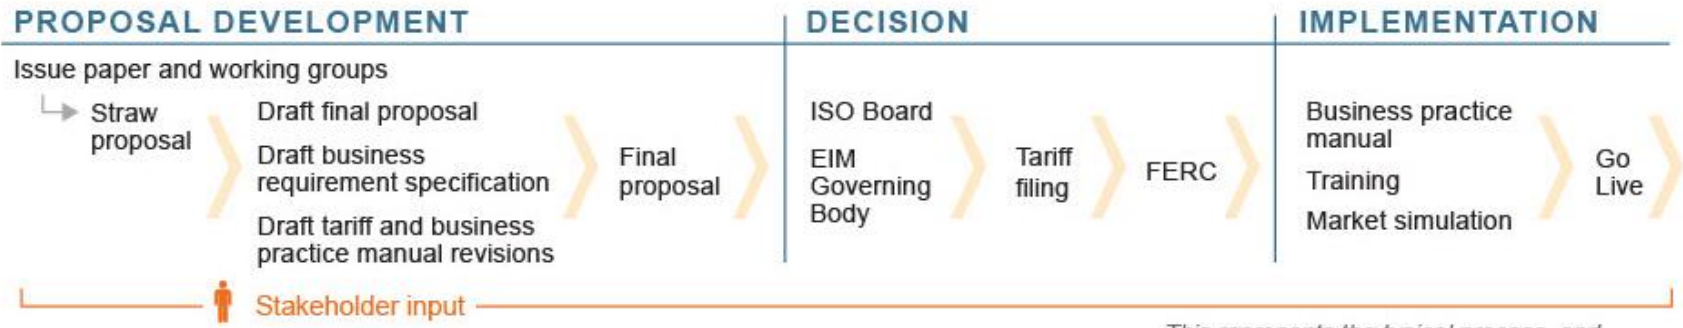 PROPOSAL DEVELOPMENT
Issue paper and working groups
Straw
proposal
Draft final proposal
Draft business
requirement specification
Draft tariff and business
practice manual revisions
Final
proposal
DECISION
ISO Board
EIM
Governing
Body
Tariff
filing
FERC
IMPLEMENTATION
Business practice
manual
Training
Market simulation
Go
Live
Stakeholder input